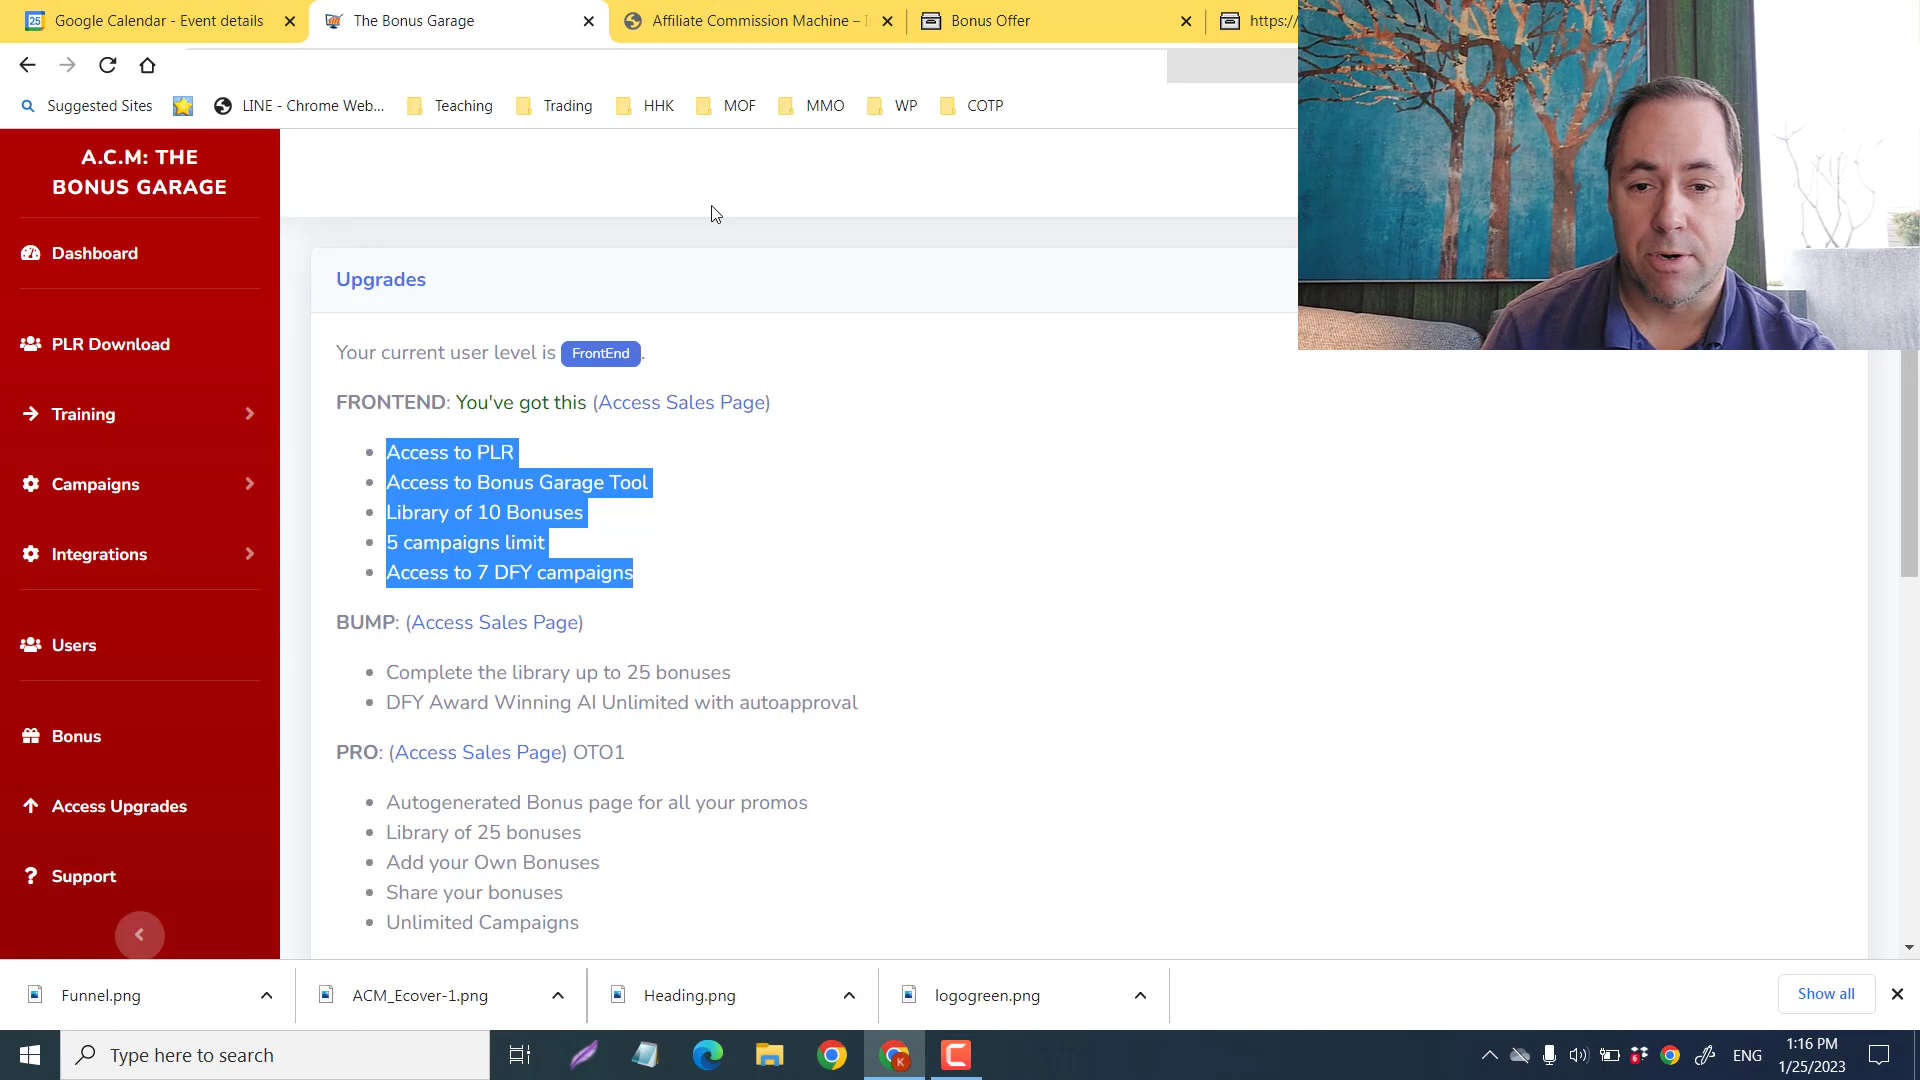 Google Calendar - Event details
The Bonus Garage
Affiliate Commission Machine – I
Bonus Offer
https:/
Suggested Sites
LINE - Chrome Web...
Teaching
Trading
HHK
MOF
MMO
WP
COTP
A.C.M: THE
BONUS GARAGE
Dashboard
PLR Download
Training
Campaigns
Integrations
Users
Bonus
Access Upgrades
Support
Upgrades
Your current user level is FrontEnd.
FRONTEND: You've got this (Access Sales Page)
Access to PLR
Access to Bonus Garage Tool
Library of 10 Bonuses
5 campaigns limit
Access to 7 DFY campaigns
BUMP: (Access Sales Page)
Complete the library up to 25 bonuses
DFY Award Winning AI Unlimited with autoapproval
PRO: (Access Sales Page) OTO1
Autogenerated Bonus page for all your promos
Library of 25 bonuses
Add your Own Bonuses
Share your bonuses
Unlimited Campaigns
Funnel.png
ACM_Ecover-1.png
Heading.png
logogreen.png
Show all
Type here to search
ENG
1:16 PM
1/25/2023